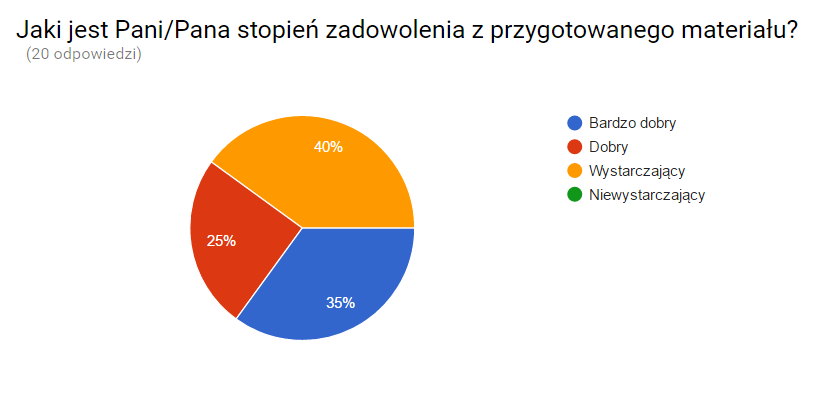 Jaki jest Pani/Pana stopień zadowolenia z przygotowanego materiału?
(20 odpowiedzi)
40%
25%
35%
Bardzo dobry
Dobry
Wystarczający
Niewystarczający